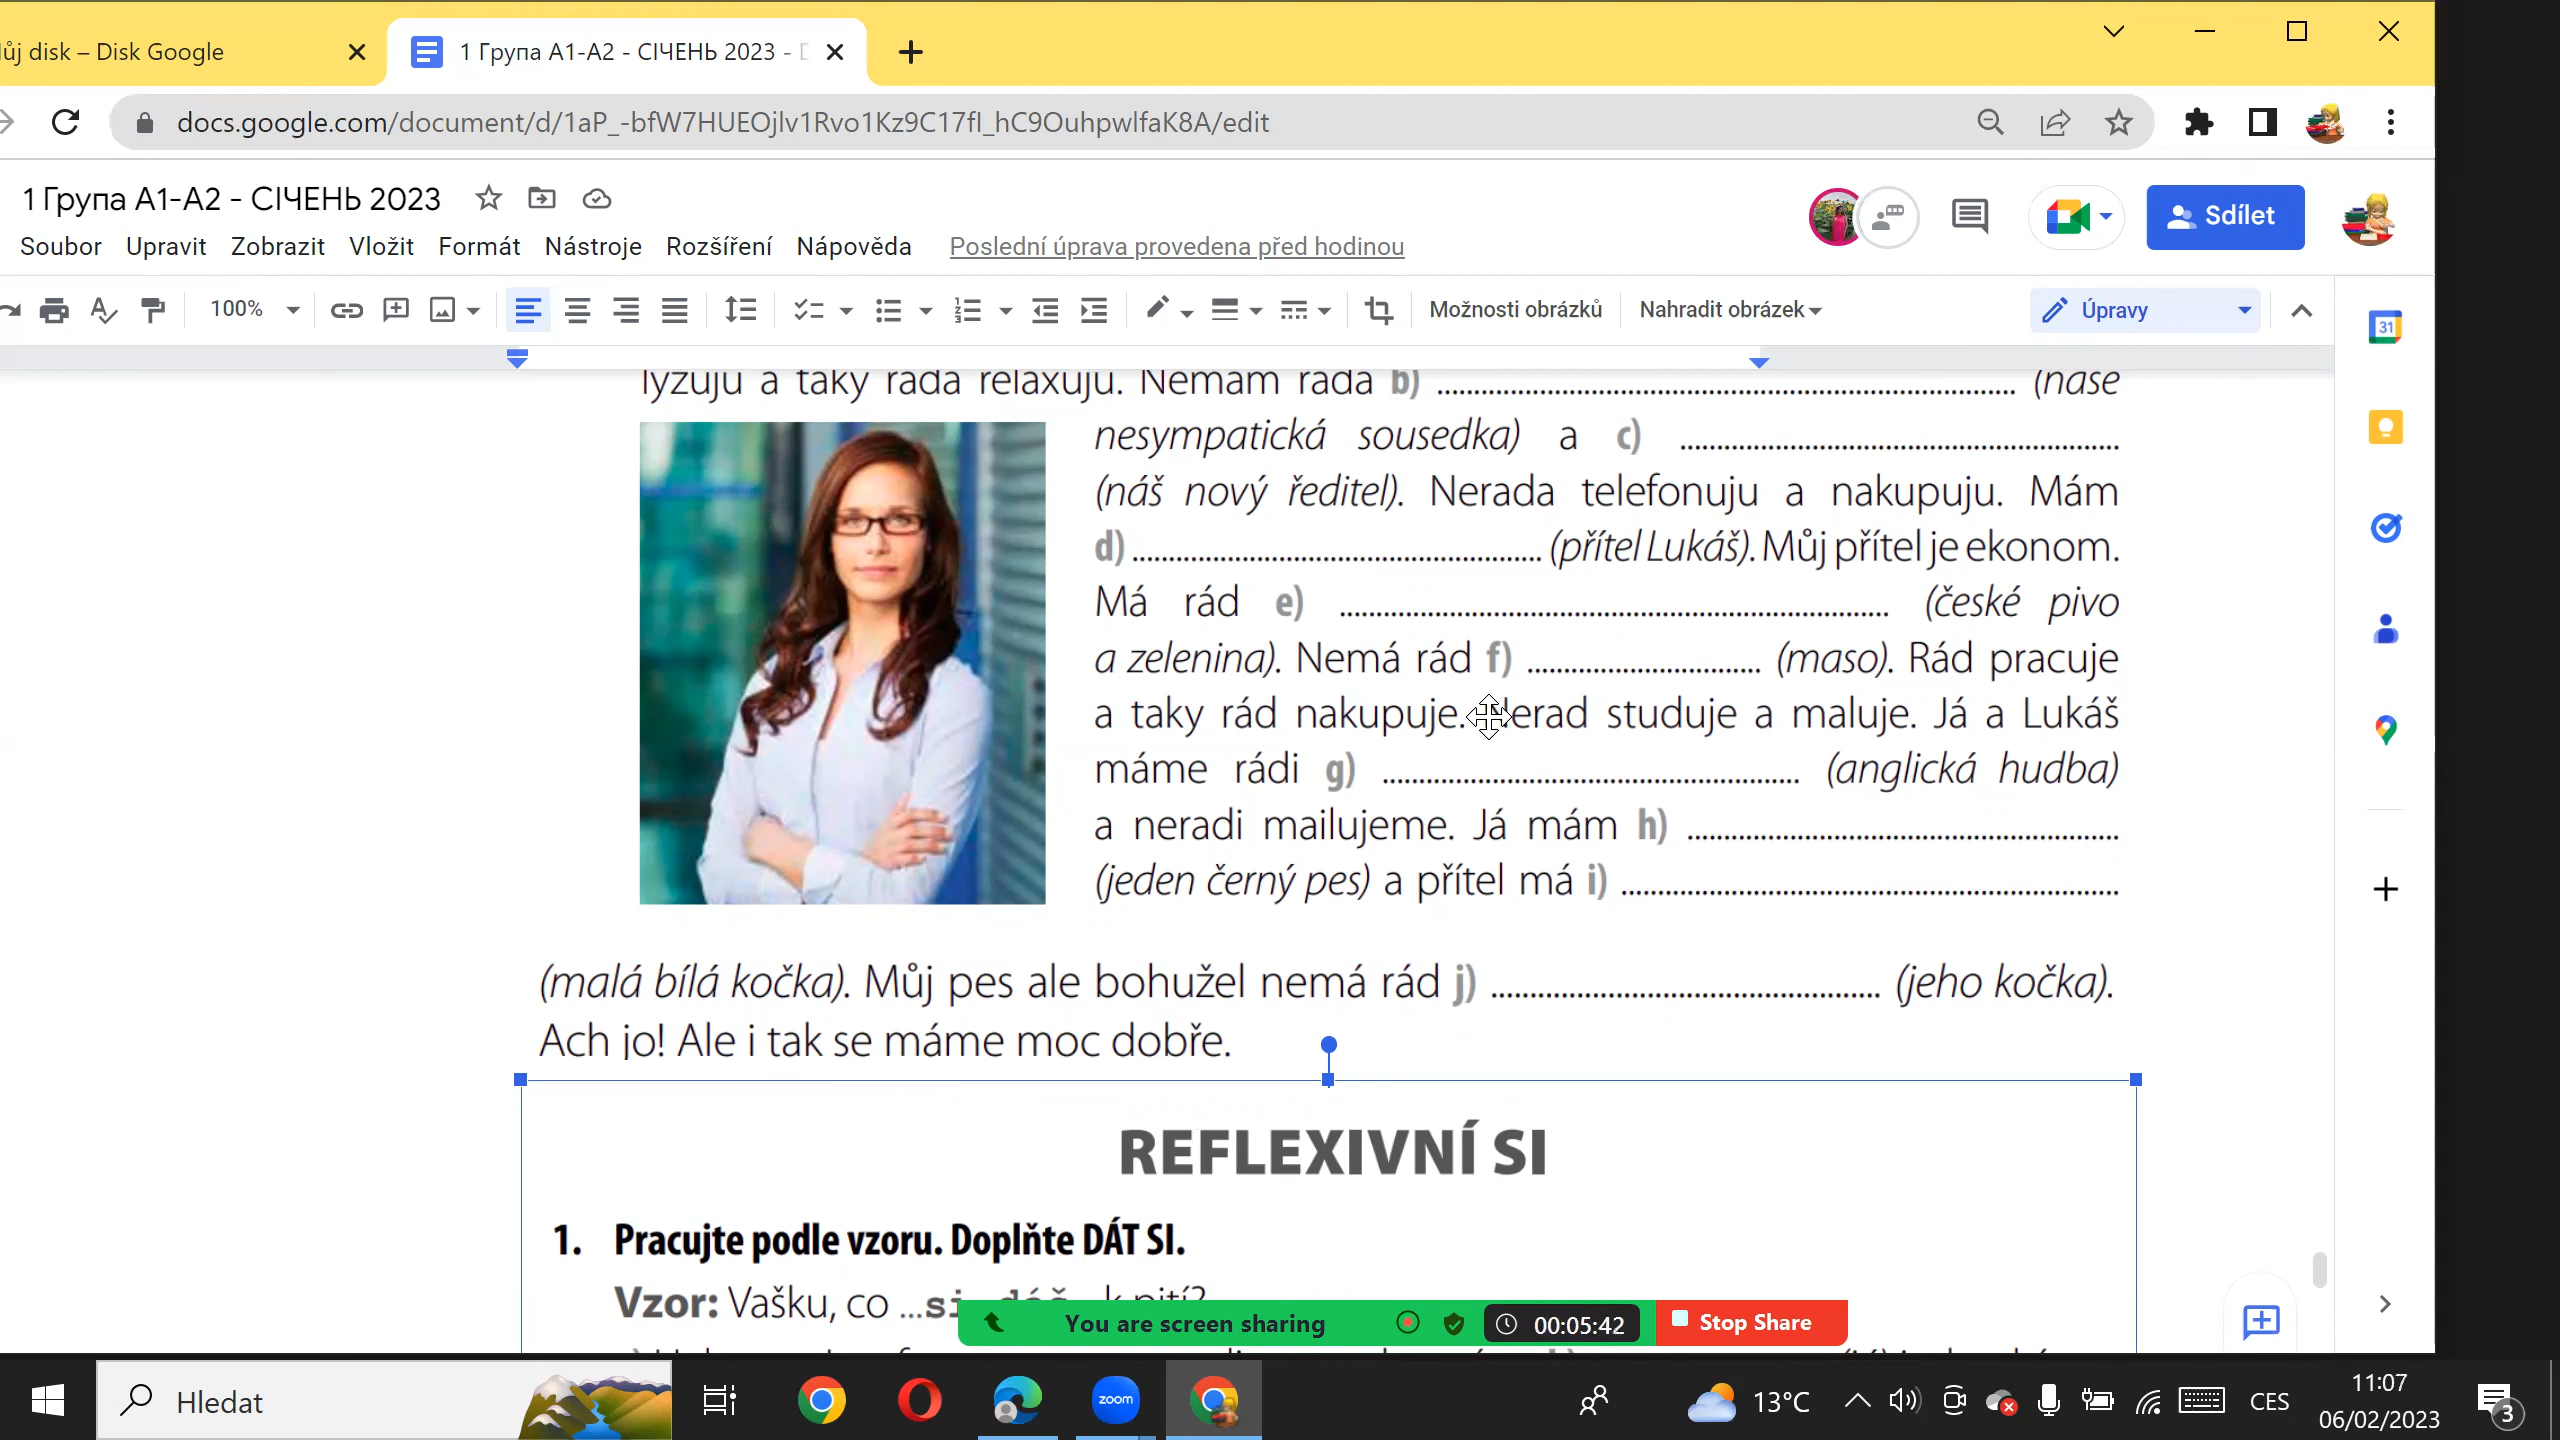 ůj disk – Disk Google
1 Група A1-A2 - СІЧЕНЬ 2023 -
docs.google.com/document/d/1aP_-bfW7HUEOjlv1Rvo1Kz9C17fI_hC9OuhpwlfaK8A/edit
1 Група A1-A2 - СІЧЕНЬ 2023
Sdílet
Soubor Upravit Zobrazit Vložit Formát Nástroje Rozšíření Nápověda Poslední úprava provedena před hodinou
100% Možnosti obrázků Nahradit obrázek Úpravy
31
lyžuju a taky ráda relaxuju. Nemám ráda b) .......... (naše
nesympatická sousedka) a c) ..........
(náš nový ředitel). Nerada telefonuju a nakupuju. Mám
d) .......... (přítel Lukáš). Můj přítel je ekonom.
Má rád e) .......... (české pivo
a zelenina). Nemá rád f) .......... (maso). Rád pracuje
a taky rád nakupuje. Nerad studuje a maluje. Já a Lukáš
máme rádi g) .......... (anglická hudba)
a neradi mailujeme. Já mám h) ..........
(jeden černý pes) a přítel má i) ..........
(malá bílá kočka). Můj pes ale bohužel nemá rád j) .......... (jeho kočka).
Ach jo! Ale i tak se máme moc dobře.
REFLEXIVNÍ SI
1. Pracujte podle vzoru. Doplňte DÁT SI.
Vzor: Vašku, co ...si dáš k pití?
You are screen sharing 00:05:42 Stop Share
Hledat
zoom
13°C
CES
11:07
06/02/2023
3